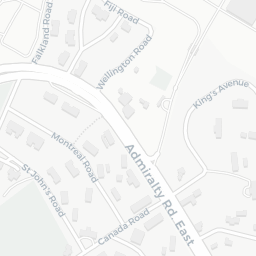 Fiji Road
Falkland Road
Wellington Road
King's Avenue
Montreal Road
Admiralty Rd. East
St John's Road
Canada Road